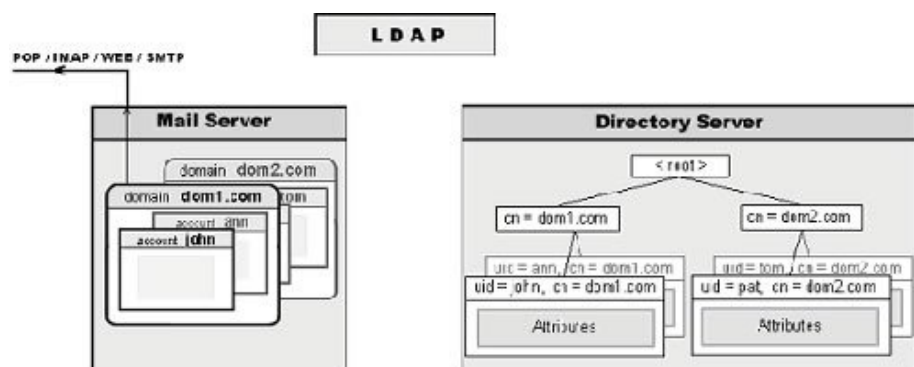 LDAP
POP / IMAP / WEB / SMTP
Mail Server
domain dom2.com
domain dom1.com
account ann
account john
Directory Server
< root >
cn = dom1.com
cn = dom2.com
uid = ann, cn = dom1.com
uid = john, cn = dom1.com
Attributes
uid = tom, cn = dom2.com
uid = pat, cn = dom2.com
Attributes